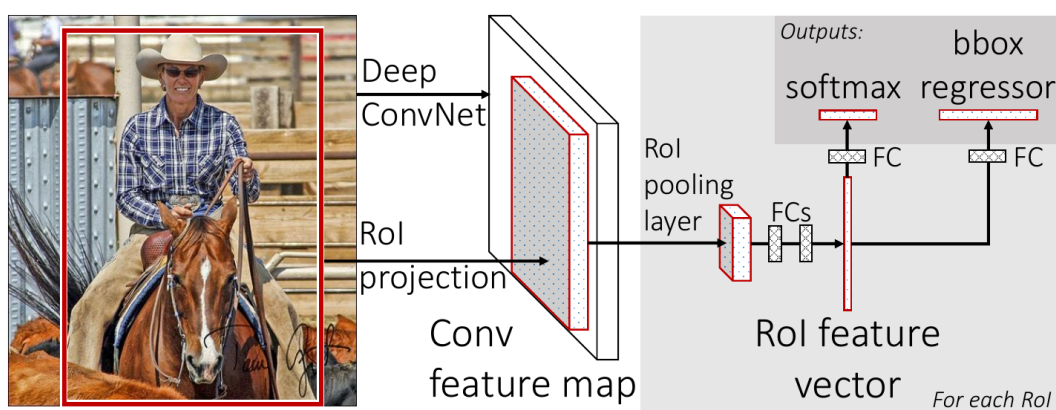 Deep
ConvNet
RoI
projection
Conv
feature map
RoI
pooling
layer
FCs
RoI feature
vector
For each RoI
Outputs:
softmax
bbox
regressor
FC
FC